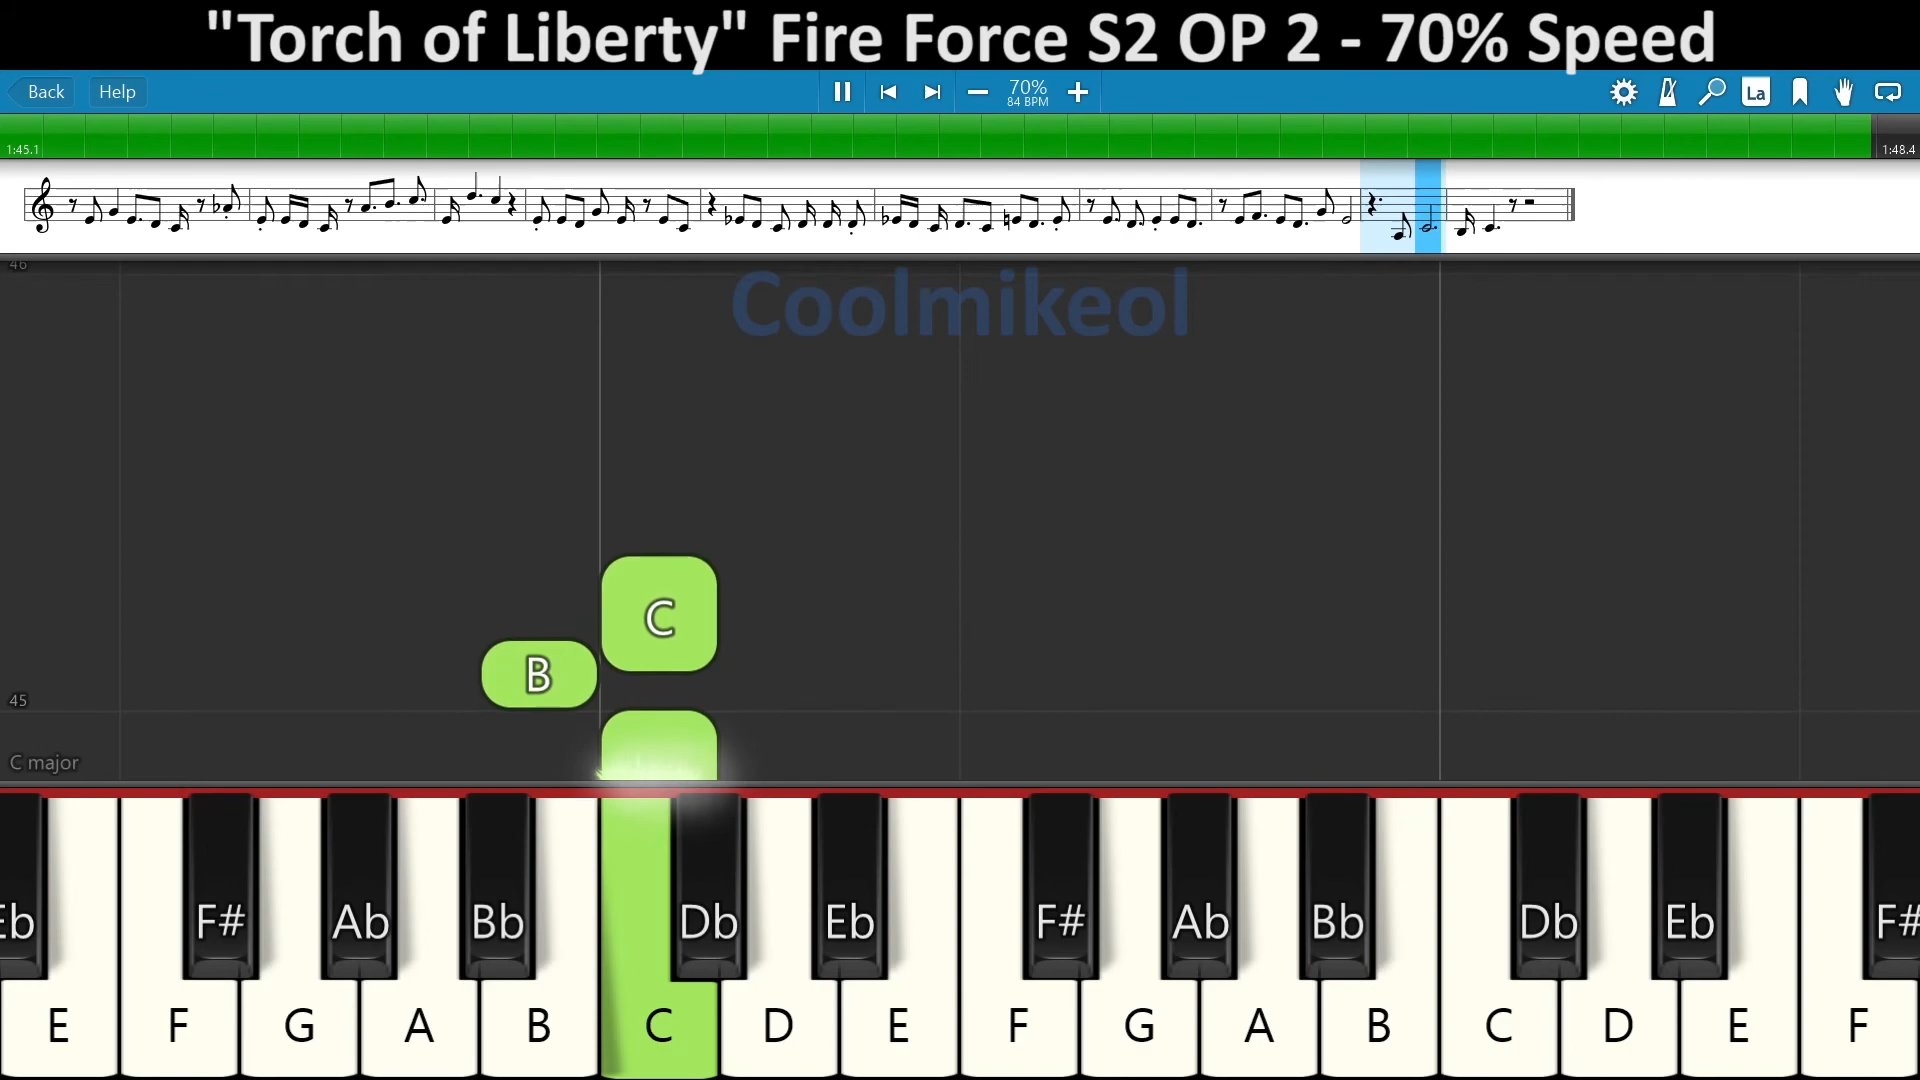 "Torch of Liberty" Fire Force S2 OP 2 - 70% Speed
Back Help 70% La
84 BPM
1:45.1 1:48.4
46
Coolmikeol
C
B
45
C major
Eb F# Ab Bb Db Eb F# Ab Bb Db Eb F#
E F G A B C D E F G A B C D E F